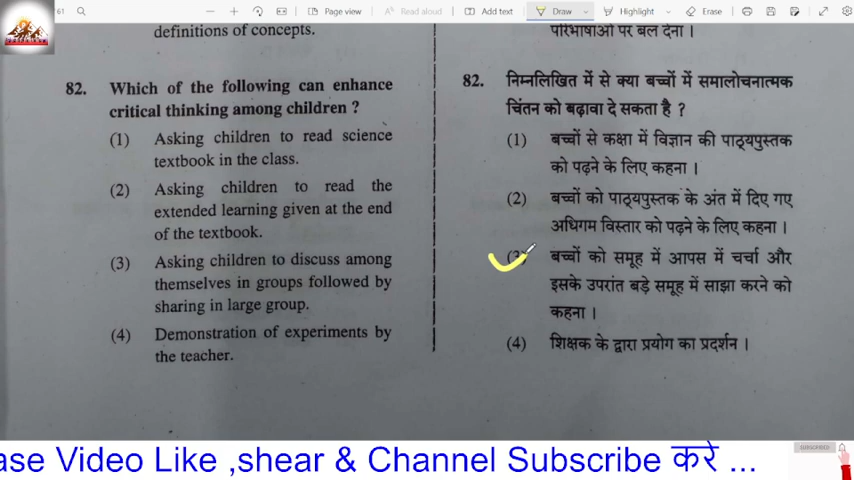 61
Page view
Read aloud
Add text
Draw
Highlight
Erase
definitions of concepts.
82. Which of the following can enhance
critical thinking among children ?
(1) Asking children to read science
textbook in the class.
(2) Asking children to read the
extended learning given at the end
of the textbook.
(3) Asking children to discuss among
themselves in groups followed by
sharing in large group.
(4) Demonstration of experiments by
the teacher.
परिभाषाओं पर बल देना ।
82. निम्नलिखित में से क्या बच्चों में समालोचनात्मक
चिंतन को बढ़ावा दे सकता है ?
(1) बच्चों से कक्षा में विज्ञान की पाठ्यपुस्तक
को पढ़ने के लिए कहना ।
(2) बच्चों को पाठ्यपुस्तक के अंत में दिए गए
अधिगम विस्तार को पढ़ने के लिए कहना ।
(3) बच्चों को समूह में आपस में चर्चा और
इसके उपरांत बड़े समूह में साझा करने को
कहना ।
(4) शिक्षक के द्वारा प्रयोग का प्रदर्शन ।
ase Video Like ,shear & Channel Subscribe करे ...
SUBSCRIBED